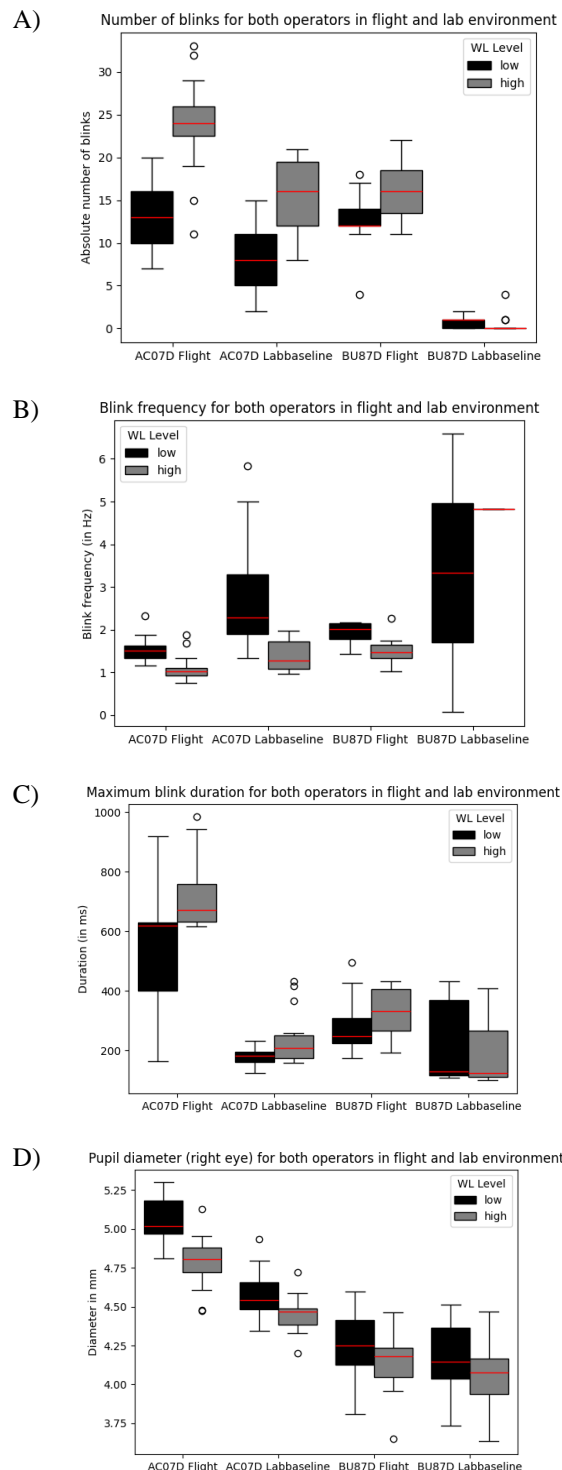 A)
Number of blinks for both operators in flight and lab environment
WL Level
low
high
Absolute number of blinks
30
25
20
15
10
5
0
AC07D Flight AC07D Labbaseline BU87D Flight BU87D Labbaseline
B)
Blink frequency for both operators in flight and lab environment
WL Level
low
high
Blink frequency (in Hz)
6
5
4
3
2
1
0
AC07D Flight AC07D Labbaseline BU87D Flight BU87D Labbaseline
C)
Maximum blink duration for both operators in flight and lab environment
WL Level
low
high
Duration (in ms)
1000
800
600
400
200
AC07D Flight AC07D Labbaseline BU87D Flight BU87D Labbaseline
D)
Pupil diameter (right eye) for both operators in flight and lab environment
WL Level
low
high
Diameter in mm
5.25
5.00
4.75
4.50
4.25
4.00
3.75
AC07D Flight AC07D Labbaseline BU87D Flight BU87D Labbaseline